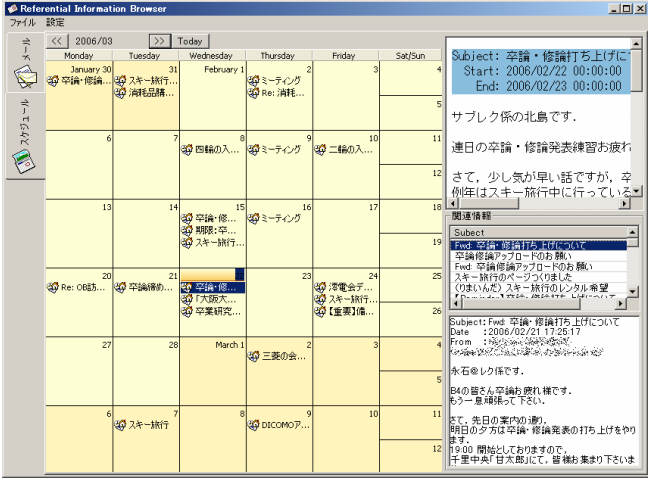 Referential Information Browser
ファイル 設定
メール
スケジュール
<< 2006/03 >> Today
Monday Tuesday Wednesday Thursday Friday Sat/Sun
January 30 31 February 1 2 3 4
卒論・修論... スキー旅行... ミーティング
消耗品購... Re: 消耗...
5
6 7 8 9 10 11
四輪の入... ミーティング 二輪の入...
12
13 14 15 16 17 18
卒論・修... ミーティング
期限:卒...
スキー旅行...
19
20 21 23 24 25
Re: OB訪... 卒論締め... 卒論・修... 澪電会デ...
「大阪大... スキー旅行...
卒業研究... 【重要】備...
26
27 28 March 1 2 3 4
三菱の会...
5
6 7 8 9 10 11
スキー旅行 DICOMOア...
12
Subject: 卒論・修論打ち上げに
Start: 2006/02/22 00:00:00
End: 2006/02/23 00:00:00
サブレク係の北島です．
連日の卒論・修論発表練習お疲れ
さて，少し気が早い話ですが，卒
例年はスキー旅行中に行っている
関連情報
Subect
Fwd: 卒論・修論打ち上げについて
卒論修論アップロードのお願い
Fwd: 卒論修論アップロードのお願い
スキー旅行のページつくりました
(りまいんだ) スキー旅行のレンタル希望
Subject: Fwd: 卒論・修論打ち上げについて
Date :2006/02/21 17:25:17
From :
永石＠レク係です．
B4の皆さん卒論お疲れ様です．
もう一息頑張って下さい．
さて，先日の案内の通り，
明日の夕方は卒論・修論発表の打ち上げをやり
ます．
19:00 開始としておりますので，
千里中央「甘太郎」にて，皆様お集まり下さいま